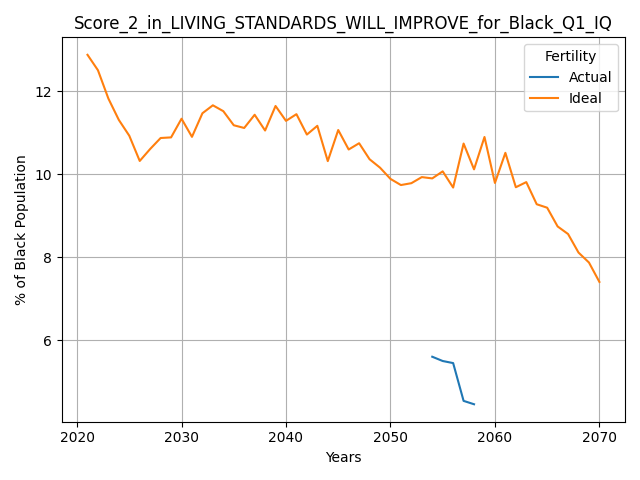 Score_2_in_LIVING_STANDARDS_WILL_IMPROVE_for_Black_Q1_IQ
Fertility
Actual
Ideal
% of Black Population
12
10
8
6
2020 2030 2040 2050 2060 2070
Years